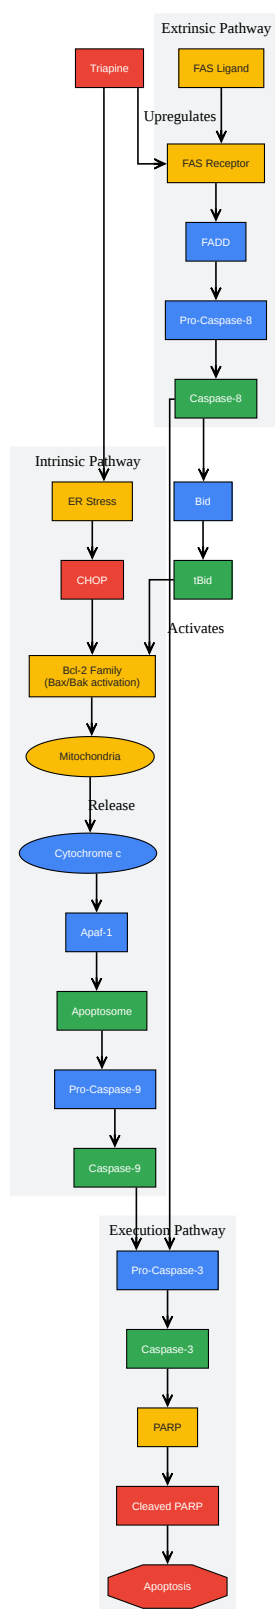 Extrinsic Pathway
Triapine
FAS Ligand
Upregulates
FAS Receptor
FADD
Pro-Caspase-8
Caspase-8
Intrinsic Pathway
ER Stress
Bid
CHOP
tBid
Activates
Bcl-2 Family
(Bax/Bak activation)
Mitochondria
Release
Cytochrome c
Apaf-1
Apoptosome
Pro-Caspase-9
Caspase-9
Execution Pathway
Pro-Caspase-3
Caspase-3
PARP
Cleaved PARP
Apoptosis